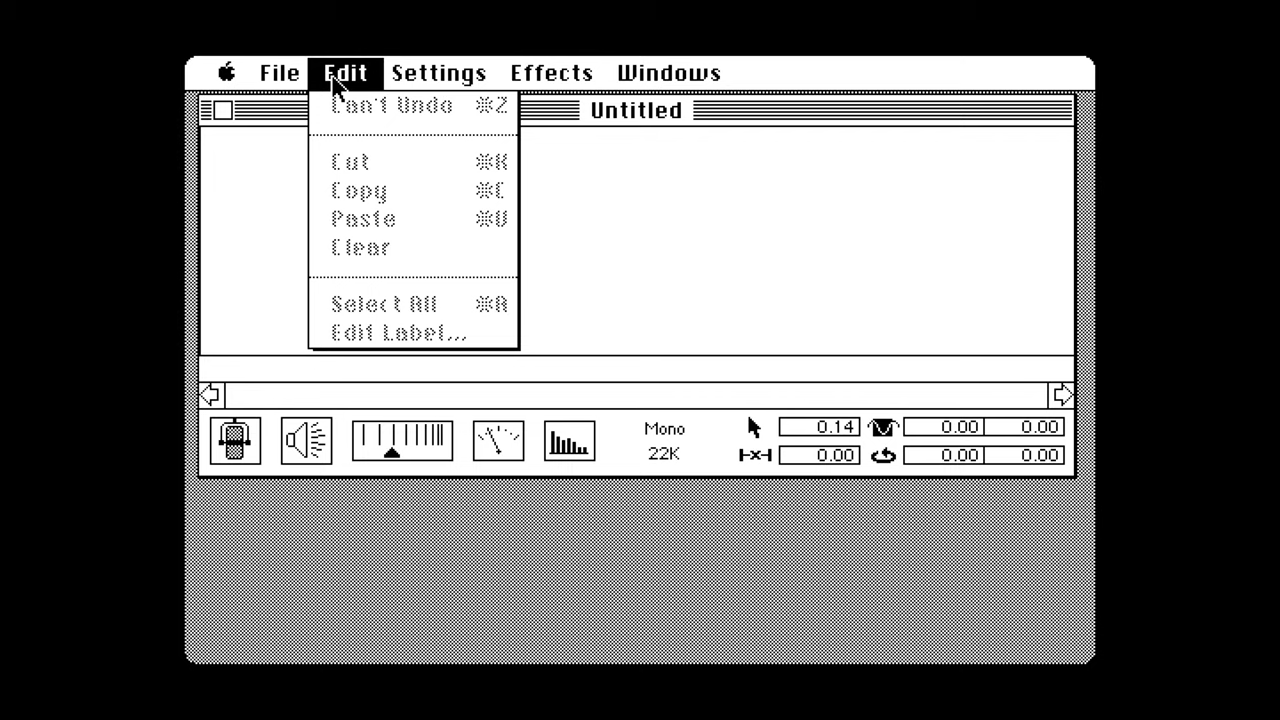 File Edit Settings Effects Windows
Untitled
Can't Undo ⌘Z
Cut ⌘X
Copy ⌘C
Paste ⌘V
Clear
Select All ⌘A
Edit Label...
Mono
22K
0.14 0.00 0.00
0.00 0.00 0.00